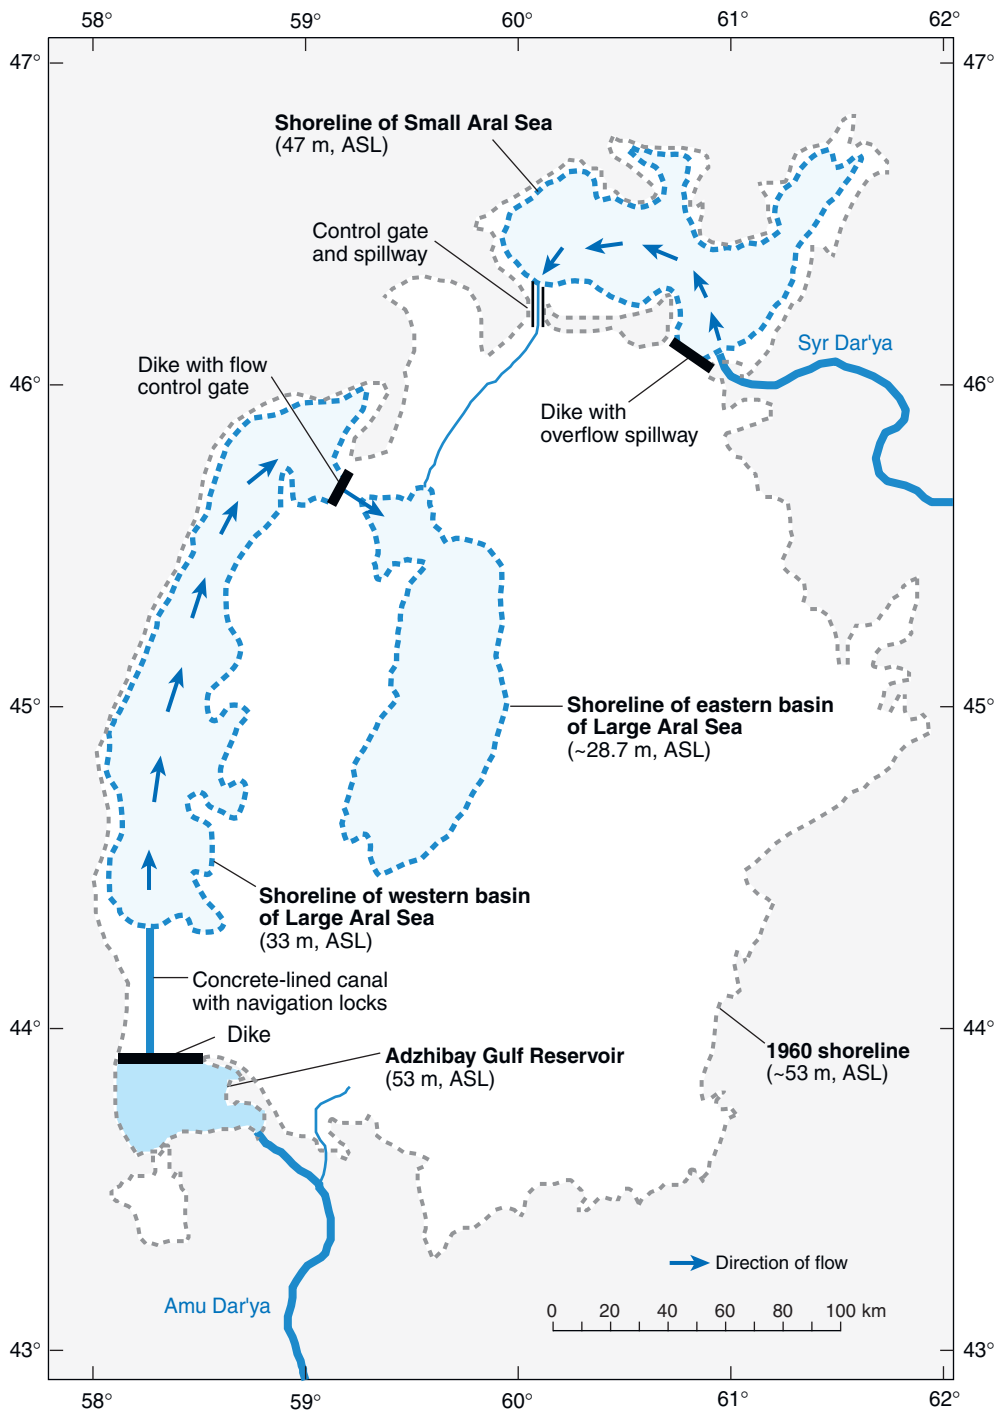 58° 59° 60° 61° 62°
47° 47°
Shoreline of Small Aral Sea
(47 m, ASL)
Control gate
and spillway
Syr Dar'ya
Dike with flow
control gate
46° 46°
Dike with
overflow spillway
45° 45°
Shoreline of eastern basin
of Large Aral Sea
(~28.7 m, ASL)
Shoreline of western basin
of Large Aral Sea
(33 m, ASL)
Concrete-lined canal
with navigation locks
44° 44°
Dike
Adzhibay Gulf Reservoir
(53 m, ASL)
1960 shoreline
(~53 m, ASL)
Direction of flow
Amu Dar'ya
0 20 40 60 80 100 km
43° 43°
58° 59° 60° 61° 62°